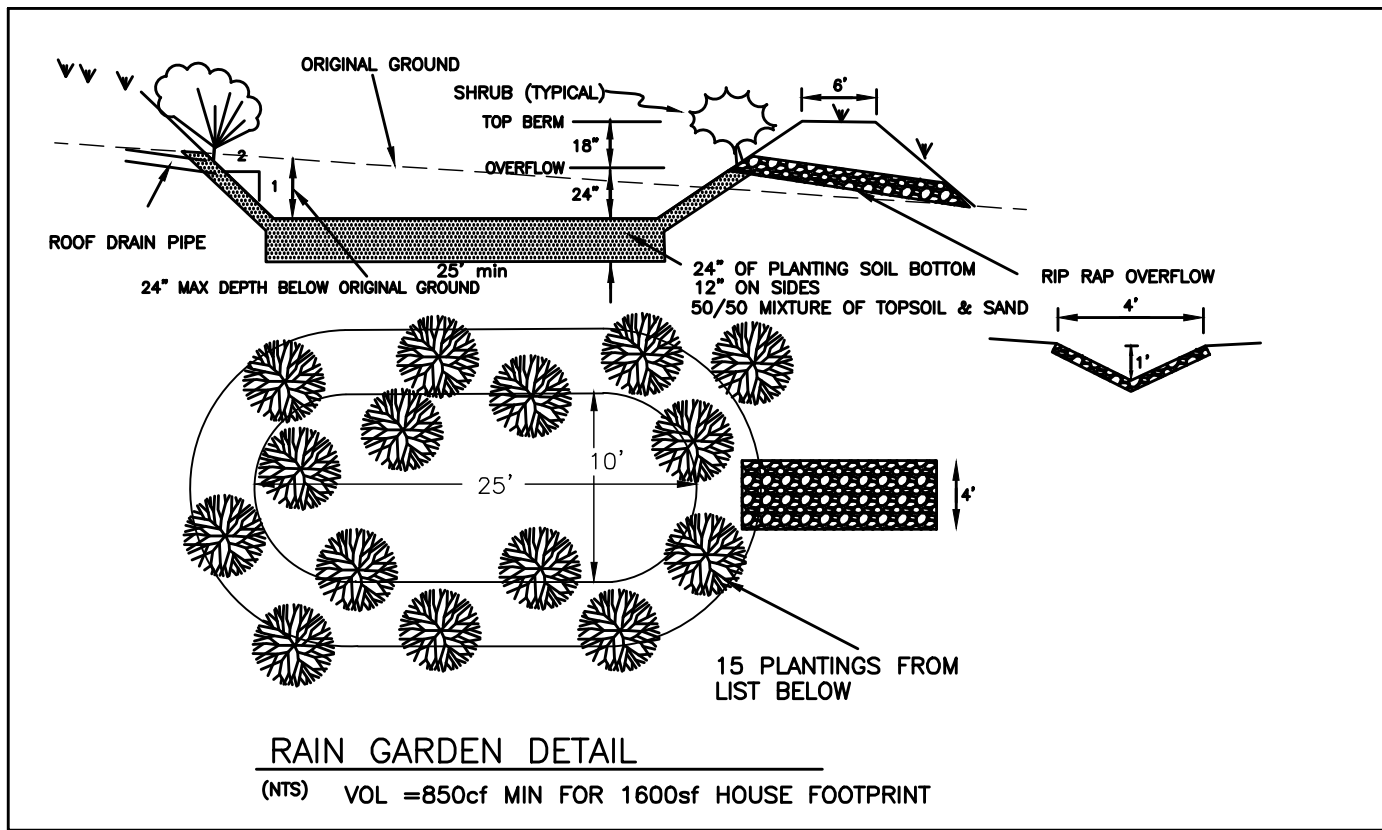 ORIGINAL GROUND
SHRUB (TYPICAL)
6'
TOP BERM
18"
2
OVERFLOW
1
24"
ROOF DRAIN PIPE
25' min
24" MAX DEPTH BELOW ORIGINAL GROUND
24" OF PLANTING SOIL BOTTOM
12" ON SIDES
50/50 MIXTURE OF TOPSOIL & SAND
RIP RAP OVERFLOW
4'
1'
10'
25'
4'
15 PLANTINGS FROM
LIST BELOW
RAIN GARDEN DETAIL
(NTS) VOL =850cf MIN FOR 1600sf HOUSE FOOTPRINT